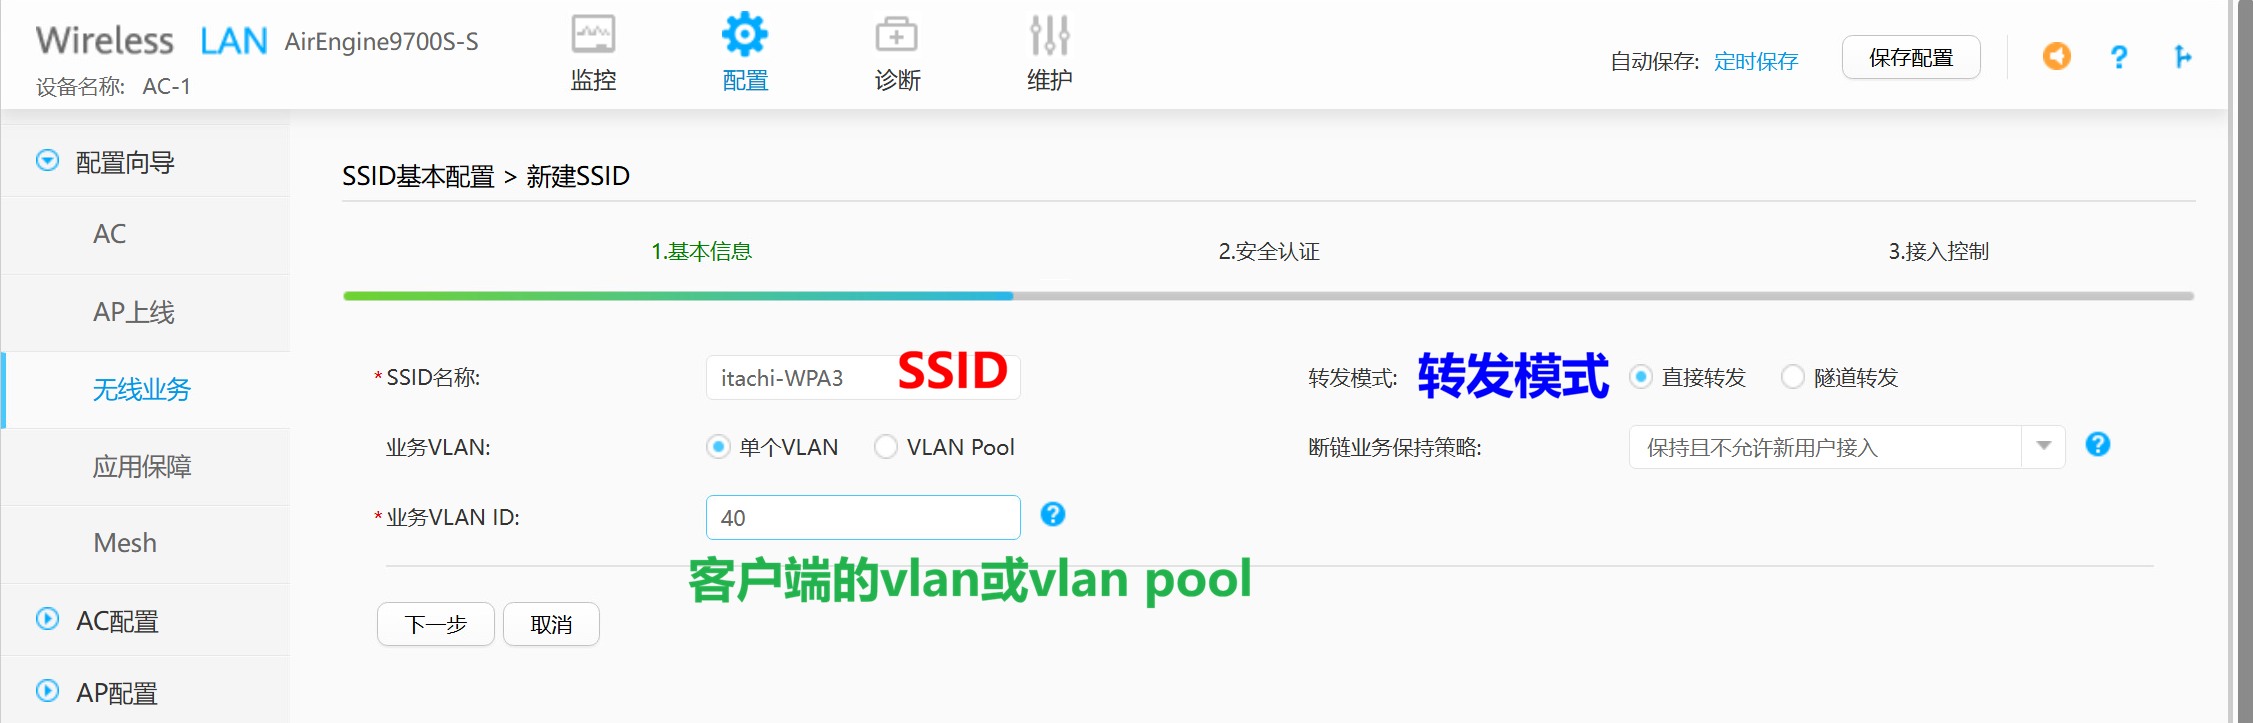 Wireless LAN AirEngine9700S-S
设备名称: AC-1
监控
配置
诊断
维护
自动保存: 定时保存
保存配置
配置向导
AC
AP上线
无线业务
应用保障
Mesh
AC配置
AP配置
SSID基本配置 > 新建SSID
1.基本信息
2.安全认证
3.接入控制
*SSID名称: itachi-WPA3 SSID
转发模式: 转发模式 直接转发 隧道转发
业务VLAN: 单个VLAN VLAN Pool
断链业务保持策略: 保持且不允许新用户接入
*业务VLAN ID: 40
客户端的vlan或vlan pool
下一步 取消